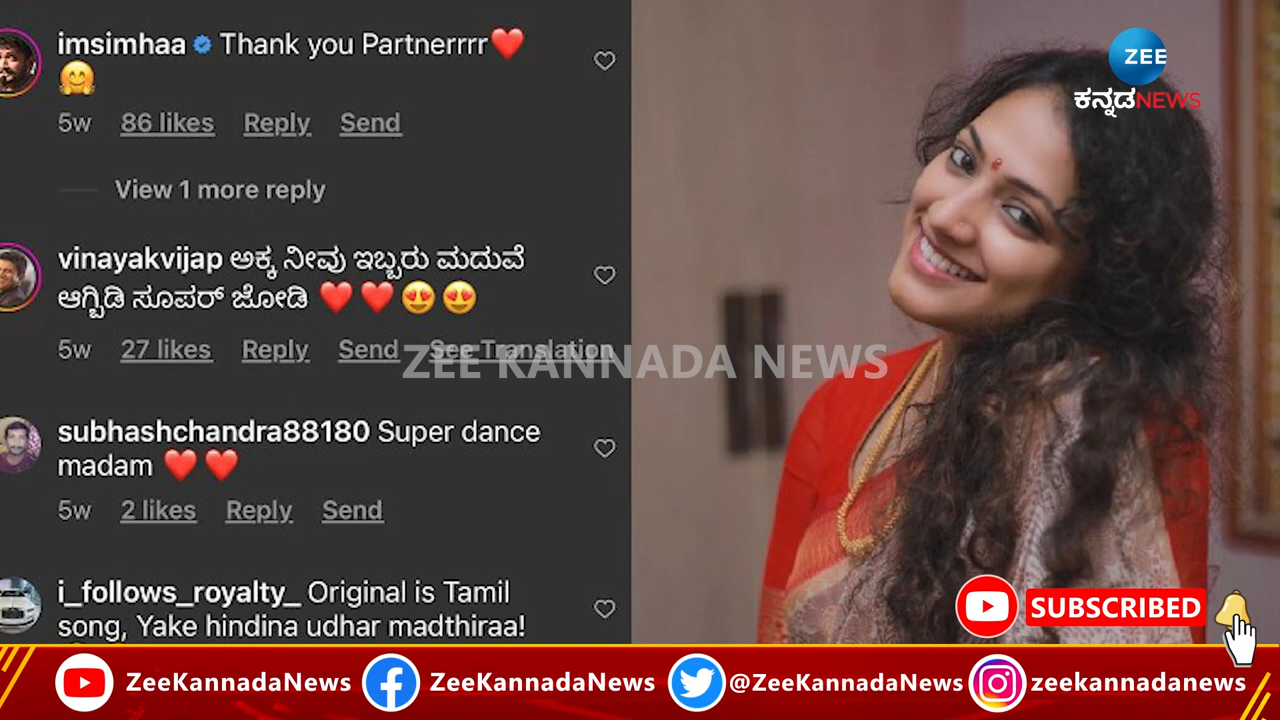 imsimhaa Thank you Partnerrrr❤️
🤗
5w 86 likes Reply Send
View 1 more reply
vinayakvijap ಅಕ್ಕ ನೀವು ಇಬ್ಬರು ಮದುವೆ
ಆಗ್ಬಿಡಿ ಸೂಪರ್ ಜೋಡಿ ❤️❤️😍😍
5w 27 likes Reply Send See Translation
subhashchandra88180 Super dance
madam ❤️❤️
5w 2 likes Reply Send
i_follows_royalty_ Original is Tamil
song, Yake hindina udhar madthiraa!
ZEE
ಕನ್ನಡNEWS
ZEE KANNADA NEWS
SUBSCRIBED
ZeeKannadaNews ZeeKannadaNews @ZeeKannadaNews zeekannadanews